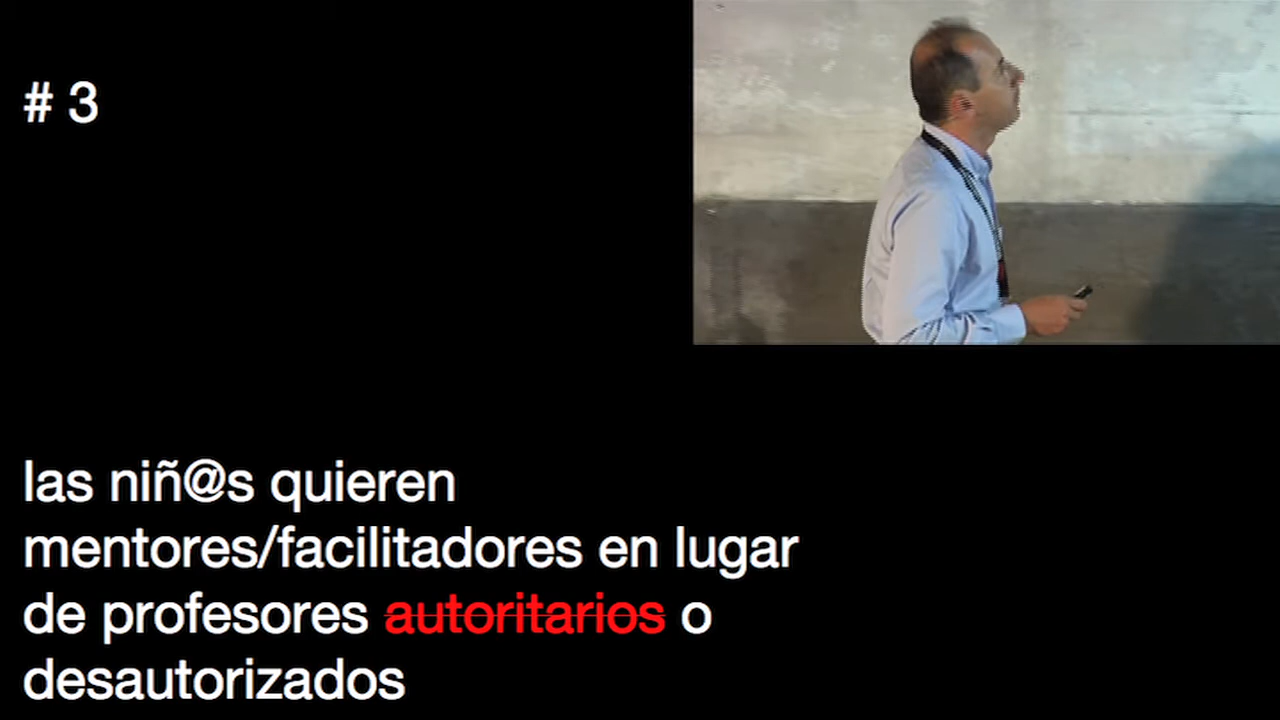 # 3
las niñ@s quieren
mentores/facilitadores en lugar
de profesores autoritarios o
desautorizados